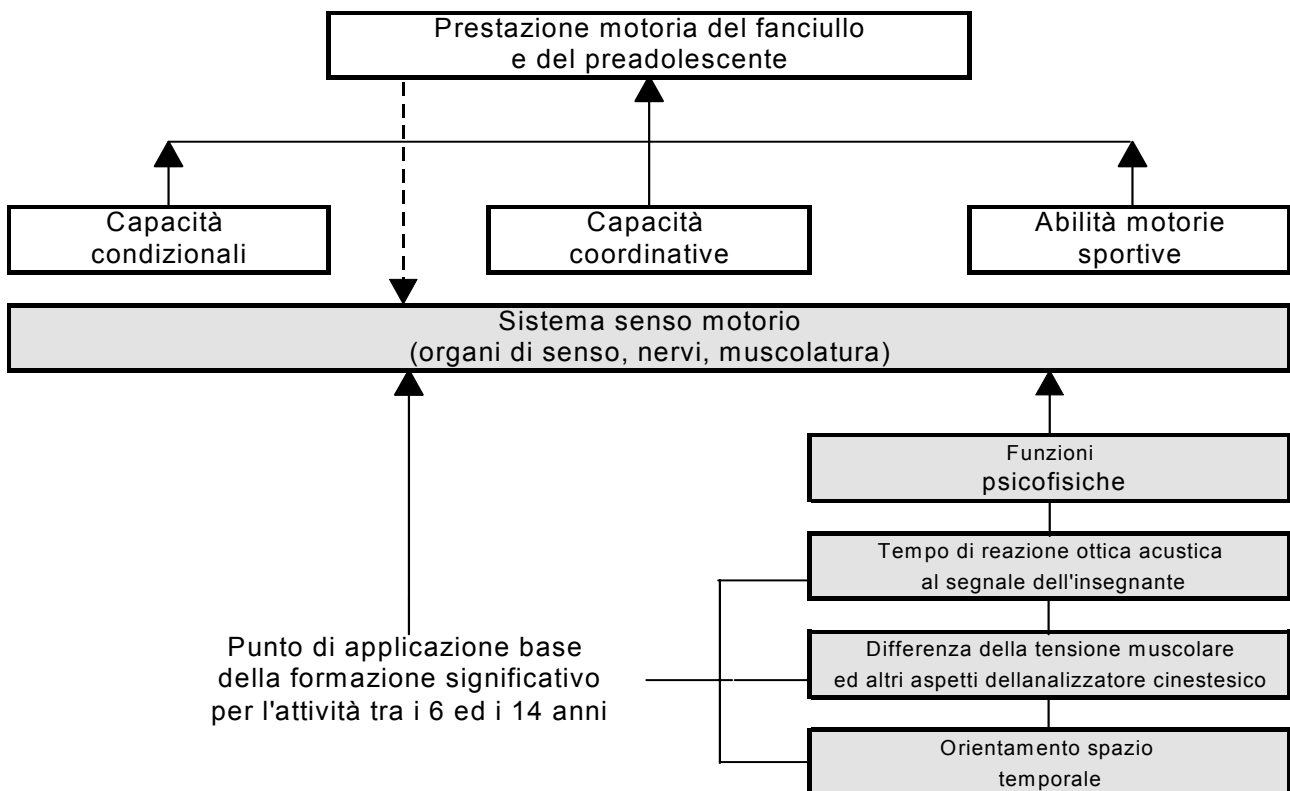 Prestazione motoria del fanciullo
e del preadolescente
Capacità
condizionali
Capacità
coordinative
Abilità motorie
sportive
Sistema senso motorio
(organi di senso, nervi, muscolatura)
Funzioni
psicofisiche
Tempo di reazione ottica acustica
al segnale dell'insegnante
Punto di applicazione base
della formazione significativo
per l'attività tra i 6 ed i 14 anni
Differenza della tensione muscolare
ed altri aspetti dellanalizzatore cinestesico
Orientamento spazio
temporale